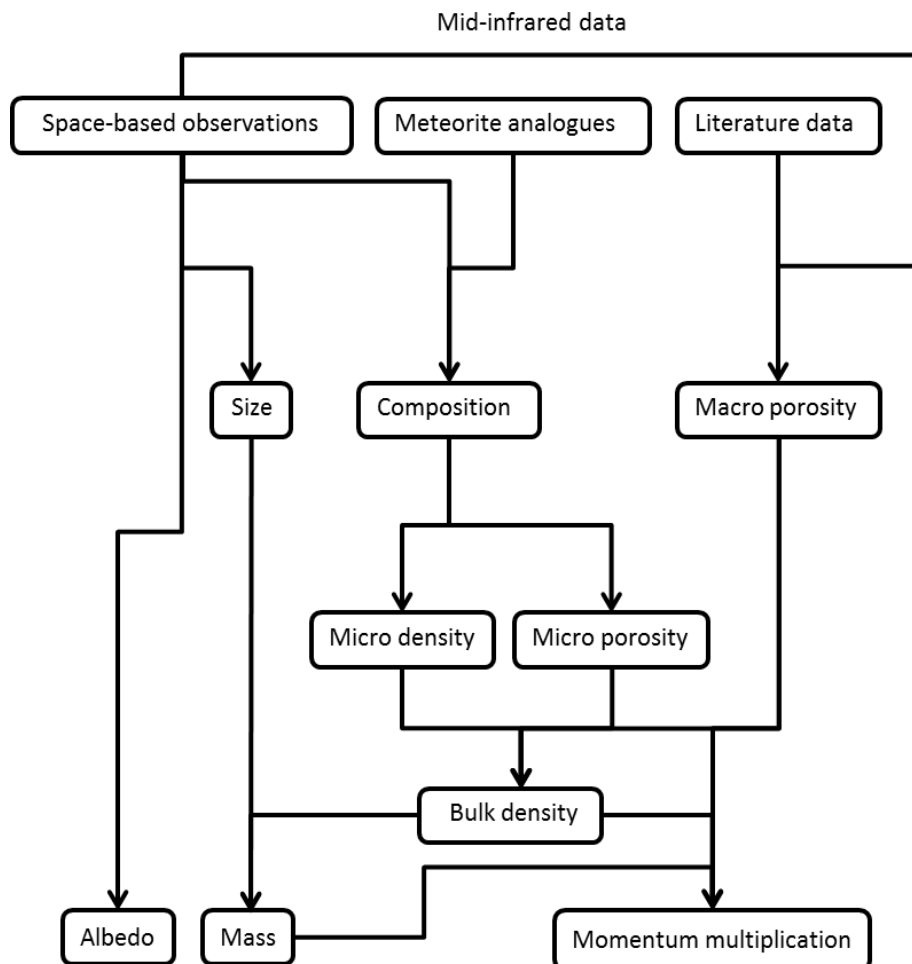 Mid-infrared data
Space-based observations
Meteorite analogues
Literature data
Size
Composition
Macro porosity
Micro density
Micro porosity
Bulk density
Albedo
Mass
Momentum multiplication